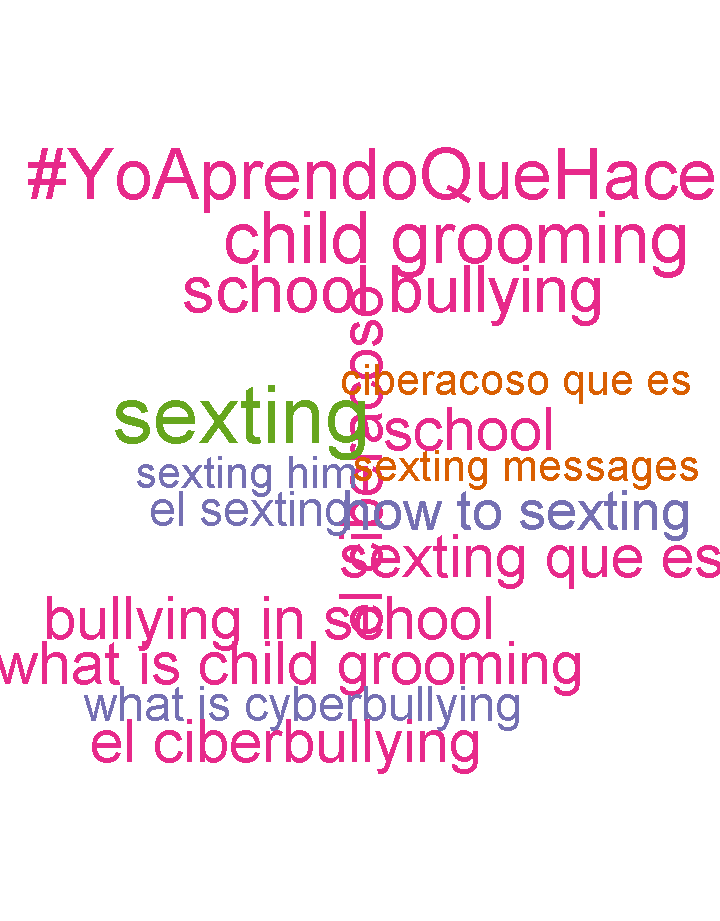 #YoAprendoQueHace
child grooming
school bullying
el ciberacoso
ciberacoso que es
sexting
school
sexting him
sexting messages
el sexting
how to sexting
sexting que es
bullying in school
what is child grooming
what is cyberbullying
el ciberbullying